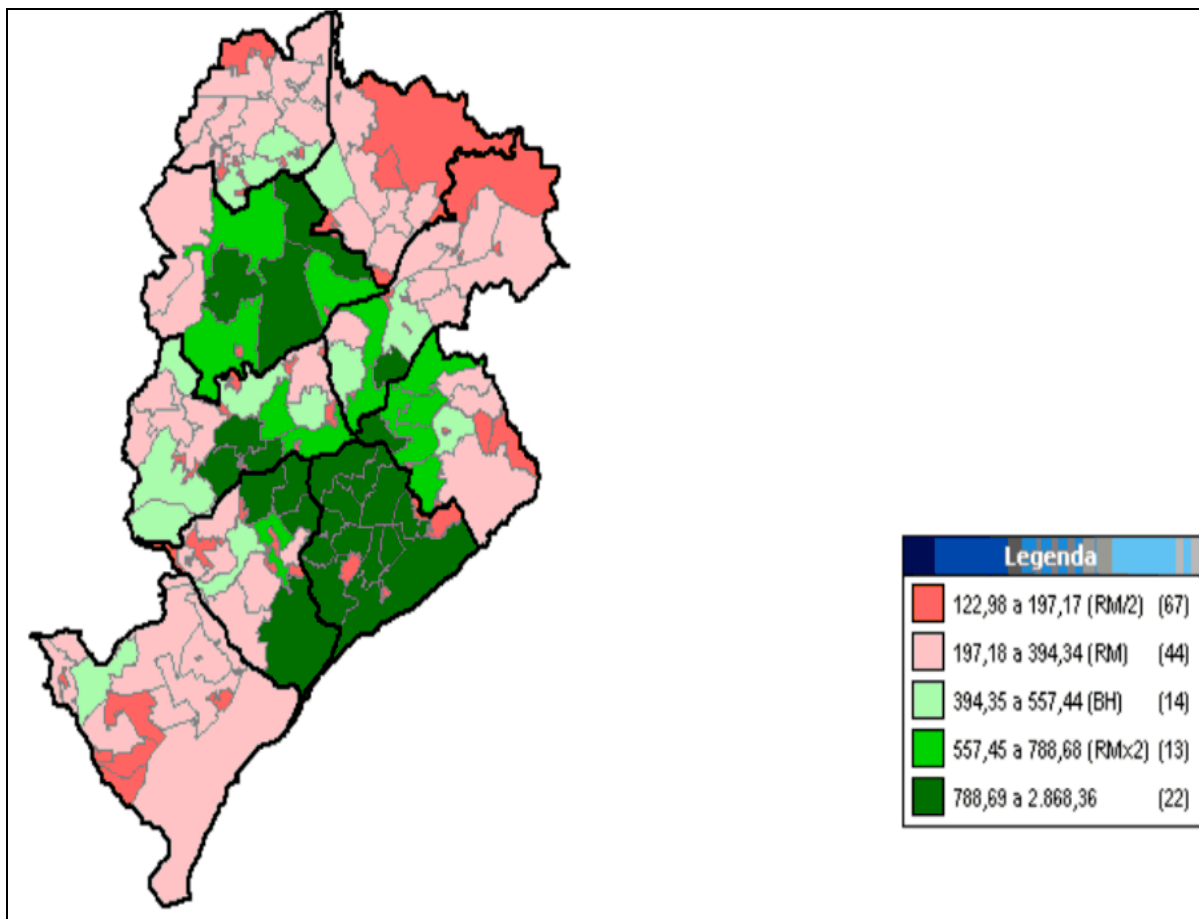 Legenda
122,98 a 197,17 (RM/2) (67)
197,18 a 394,34 (RM) (44)
394,35 a 557,44 (BH) (14)
557,45 a 788,68 (RMx2) (13)
788,69 a 2.868,36 (22)